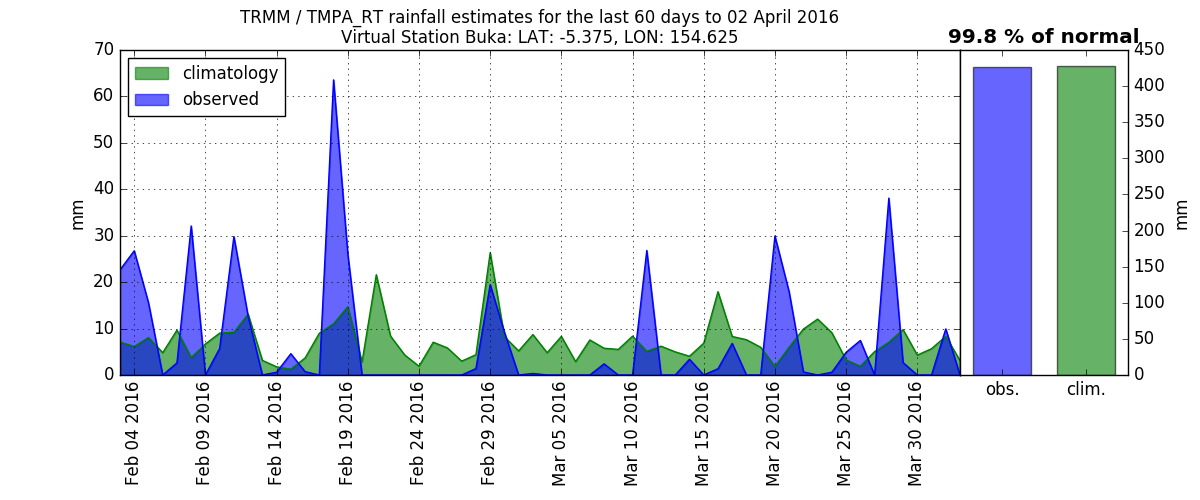 TRMM / TMPA_RT rainfall estimates for the last 60 days to 02 April 2016
Virtual Station Buka: LAT: -5.375, LON: 154.625
99.8 % of normal
climatology
observed
70
60
50
40
30
20
10
0
mm
Feb 04 2016
Feb 09 2016
Feb 14 2016
Feb 19 2016
Feb 24 2016
Feb 29 2016
Mar 05 2016
Mar 10 2016
Mar 15 2016
Mar 20 2016
Mar 25 2016
Mar 30 2016
450
400
350
300
250
200
150
100
50
0
mm
obs.
clim.